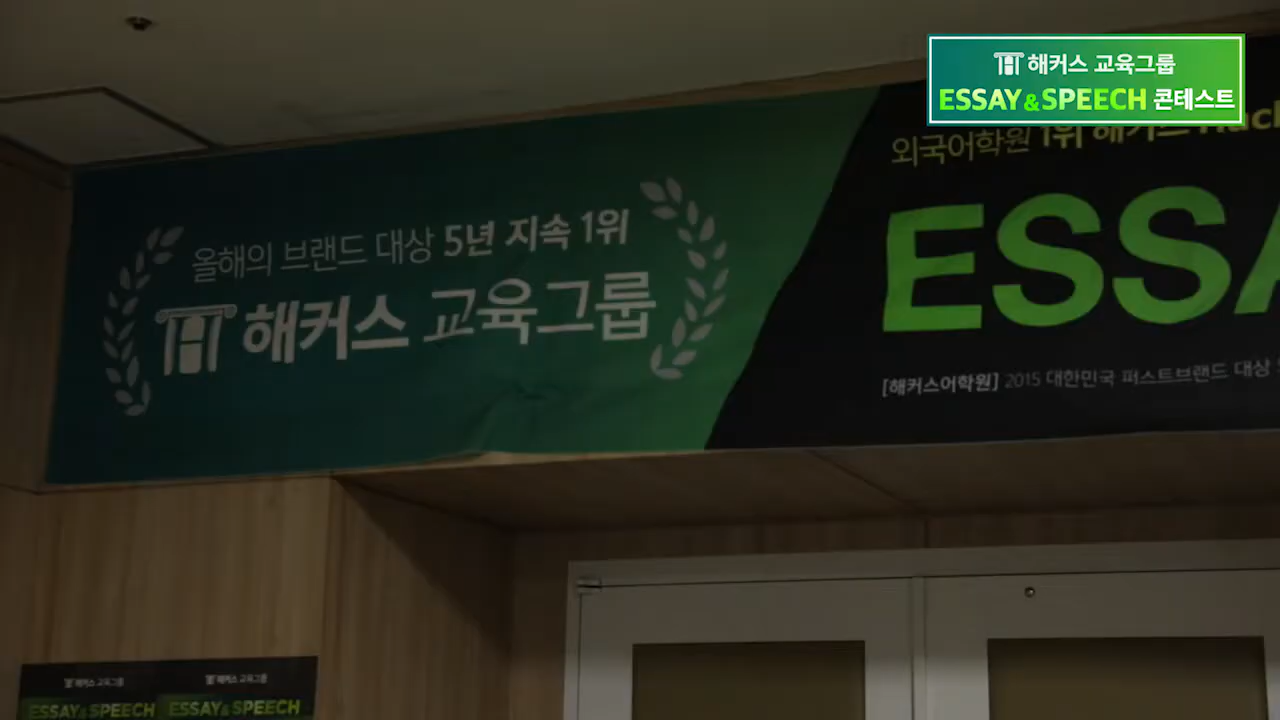 해커스 교육그룹
ESSAY & SPEECH 콘테스트
올해의 브랜드 대상 5년 지속 1위
해커스 교육그룹
외국어학원 1위 해커스
ESSA
[해커스어학원] 2015 대한민국 퍼스트브랜드 대상
해커스 교육그룹
ESSAY & SPEECH
해커스 교육그룹
ESSAY & SPEECH